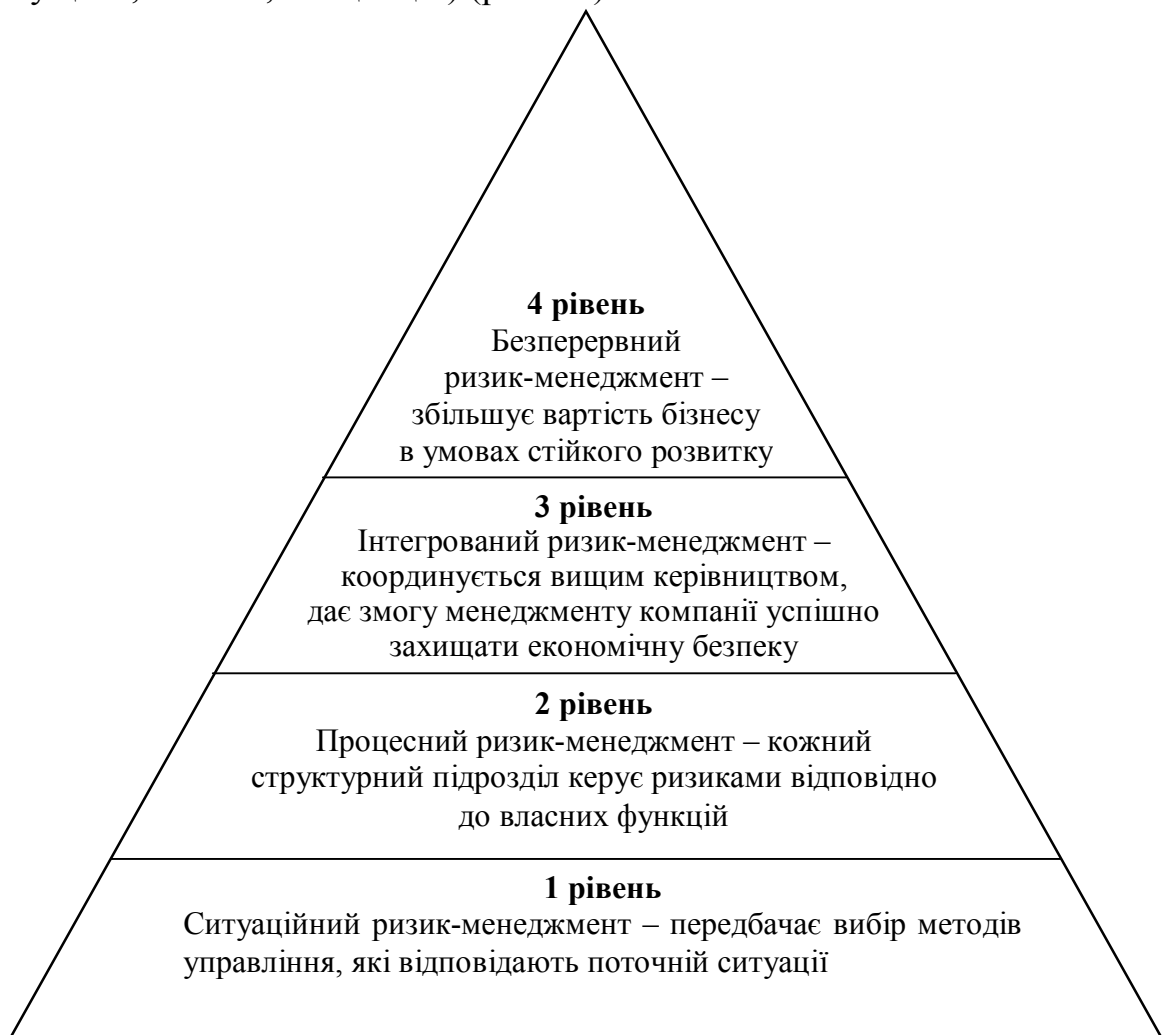 4 рівень
Безперервний
ризик-менеджмент –
збільшує вартість бізнесу
в умовах стійкого розвитку
3 рівень
Інтегрований ризик-менеджмент –
координується вищим керівництвом,
дає змогу менеджменту компанії успішно
захищати економічну безпеку
2 рівень
Процесний ризик-менеджмент – кожний
структурний підрозділ керує ризиками відповідно
до власних функцій
1 рівень
Ситуаційний ризик-менеджмент – передбачає вибір методів
управління, які відповідають поточній ситуації